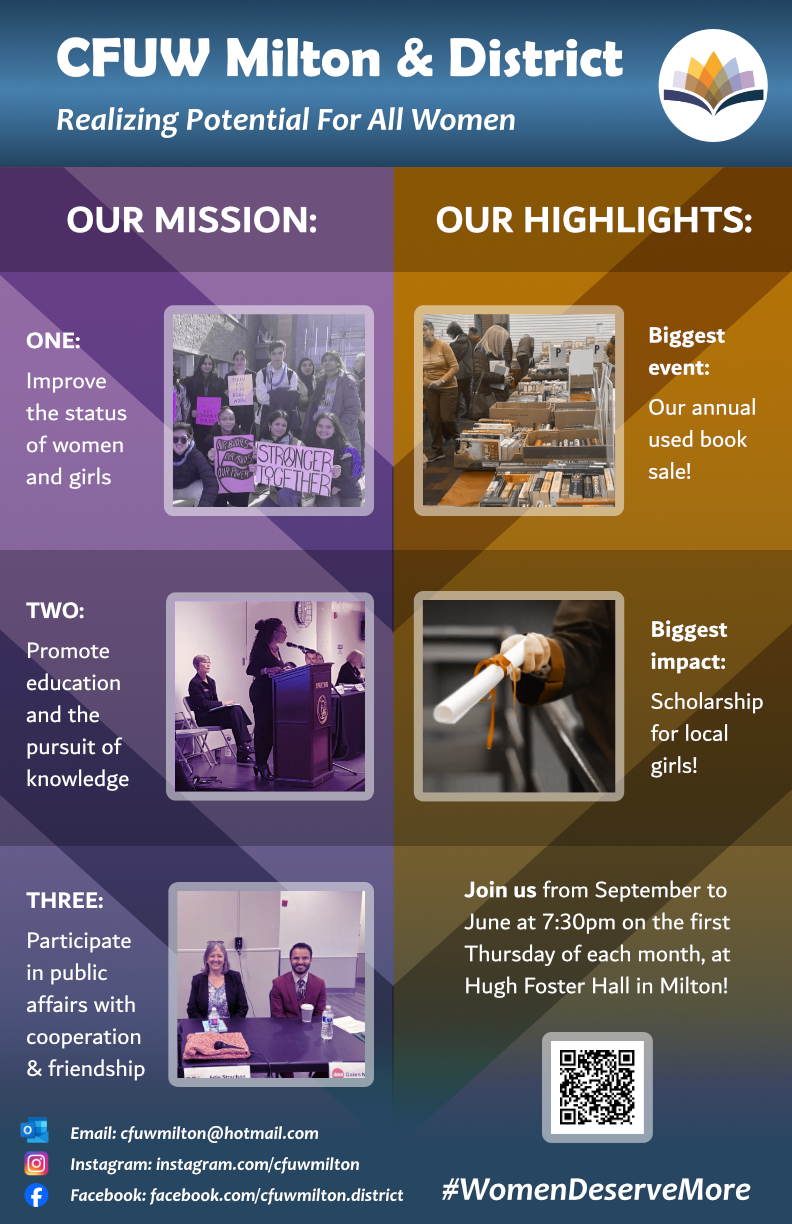 CFUW Milton & District
Realizing Potential For All Women
OUR MISSION:
ONE:
Improve
the status
of women
and girls
STRONGER
TOGETHER
TWO:
Promote
education
and the
pursuit of
knowledge
THREE:
Participate
in public
affairs with
cooperation
& friendship
OUR HIGHLIGHTS:
P
P
Biggest
event:
Our annual
used book
sale!
Biggest
impact:
Scholarship
for local
girls!
Join us from September to
June at 7:30pm on the first
Thursday of each month, at
Hugh Foster Hall in Milton!
Email: cfuwmilton@hotmail.com
Instagram: instagram.com/cfuwmilton
Facebook: facebook.com/cfuwmilton.district
#WomenDeserveMore